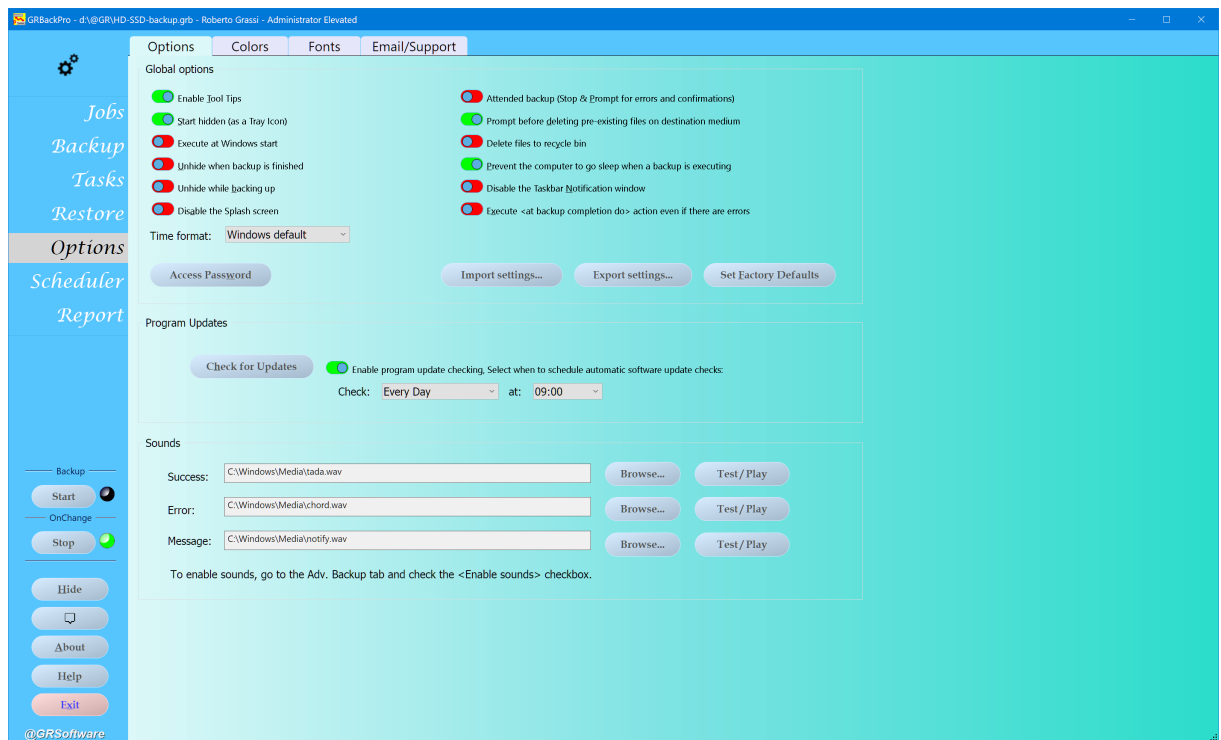 GRBackPro - d:\@GR\HD-SSD-backup.grb - Roberto Grassi - Administrator Elevated
Options Colors Fonts Email/Support
Jobs
Backup
Tasks
Restore
Options
Scheduler
Report
Backup
Start
OnChange
Stop
Hide
About
Help
Exit
@GRSoftware
Global options
Enable Tool Tips
Start hidden (as a Tray Icon)
Execute at Windows start
Unhide when backup is finished
Unhide while backing up
Disable the Splash screen
Attended backup (Stop & Prompt for errors and confirmations)
Prompt before deleting pre-existing files on destination medium
Delete files to recycle bin
Prevent the computer to go sleep when a backup is executing
Disable the Taskbar Notification window
Execute <at backup completion do> action even if there are errors
Time format: Windows default
Access Password Import settings... Export settings... Set Factory Defaults
Program Updates
Check for Updates Enable program update checking, Select when to schedule automatic software update checks:
Check: Every Day at: 09:00
Sounds
Success: C:\Windows\Media\tada.wav Browse... Test/Play
Error: C:\Windows\Media\chord.wav Browse... Test/Play
Message: C:\Windows\Media\notify.wav Browse... Test/Play
To enable sounds, go to the Adv. Backup tab and check the <Enable sounds> checkbox.